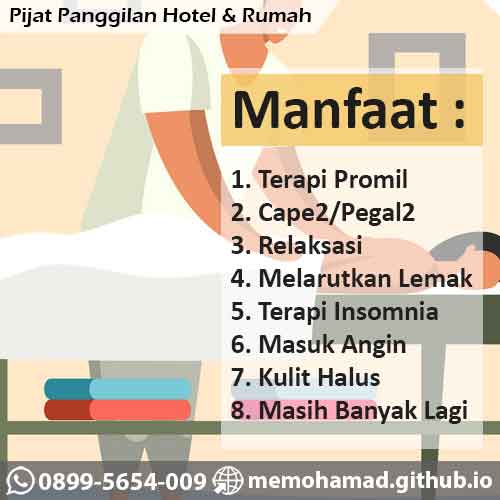 Pijat Panggilan Hotel & Rumah
Manfaat :
1. Terapi Promil
2. Cape2/Pegal2
3. Relaksasi
4. Melarutkan Lemak
5. Terapi Insomnia
6. Masuk Angin
7. Kulit Halus
8. Masih Banyak Lagi
0899-5654-009 memohamad.github.io